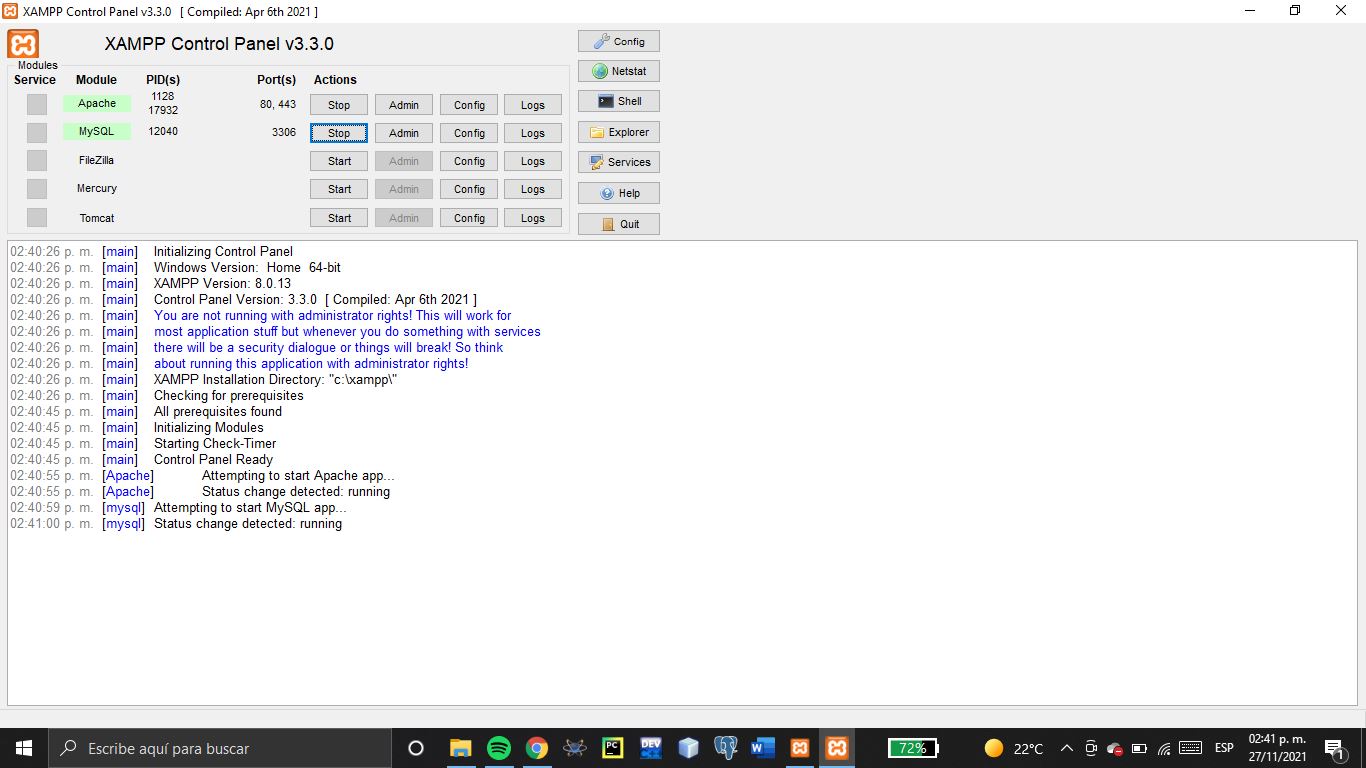 XAMPP Control Panel v3.3.0 [ Compiled: Apr 6th 2021 ]
XAMPP Control Panel v3.3.0
Config
Netstat
Shell
Explorer
Services
Help
Quit
Modules
Service Module PID(s) Port(s) Actions
Apache 1128 17932 80, 443 Stop Admin Config Logs
MySQL 12040 3306 Stop Admin Config Logs
FileZilla Start Admin Config Logs
Mercury Start Admin Config Logs
Tomcat Start Admin Config Logs
02:40:26 p. m. [main] Initializing Control Panel
02:40:26 p. m. [main] Windows Version: Home 64-bit
02:40:26 p. m. [main] XAMPP Version: 8.0.13
02:40:26 p. m. [main] Control Panel Version: 3.3.0 [ Compiled: Apr 6th 2021 ]
02:40:26 p. m. [main] You are not running with administrator rights! This will work for
02:40:26 p. m. [main] most application stuff but whenever you do something with services
02:40:26 p. m. [main] there will be a security dialogue or things will break! So think
02:40:26 p. m. [main] about running this application with administrator rights!
02:40:26 p. m. [main] XAMPP Installation Directory: "c:\xampp\"
02:40:26 p. m. [main] Checking for prerequisites
02:40:45 p. m. [main] All prerequisites found
02:40:45 p. m. [main] Initializing Modules
02:40:45 p. m. [main] Starting Check-Timer
02:40:45 p. m. [main] Control Panel Ready
02:40:55 p. m. [Apache] Attempting to start Apache app...
02:40:55 p. m. [Apache] Status change detected: running
02:40:59 p. m. [mysql] Attempting to start MySQL app...
02:41:00 p. m. [mysql] Status change detected: running
Escribe aquí para buscar
PC
DEV
C++
72%
22°C
ESP
02:41 p. m.
27/11/2021
1